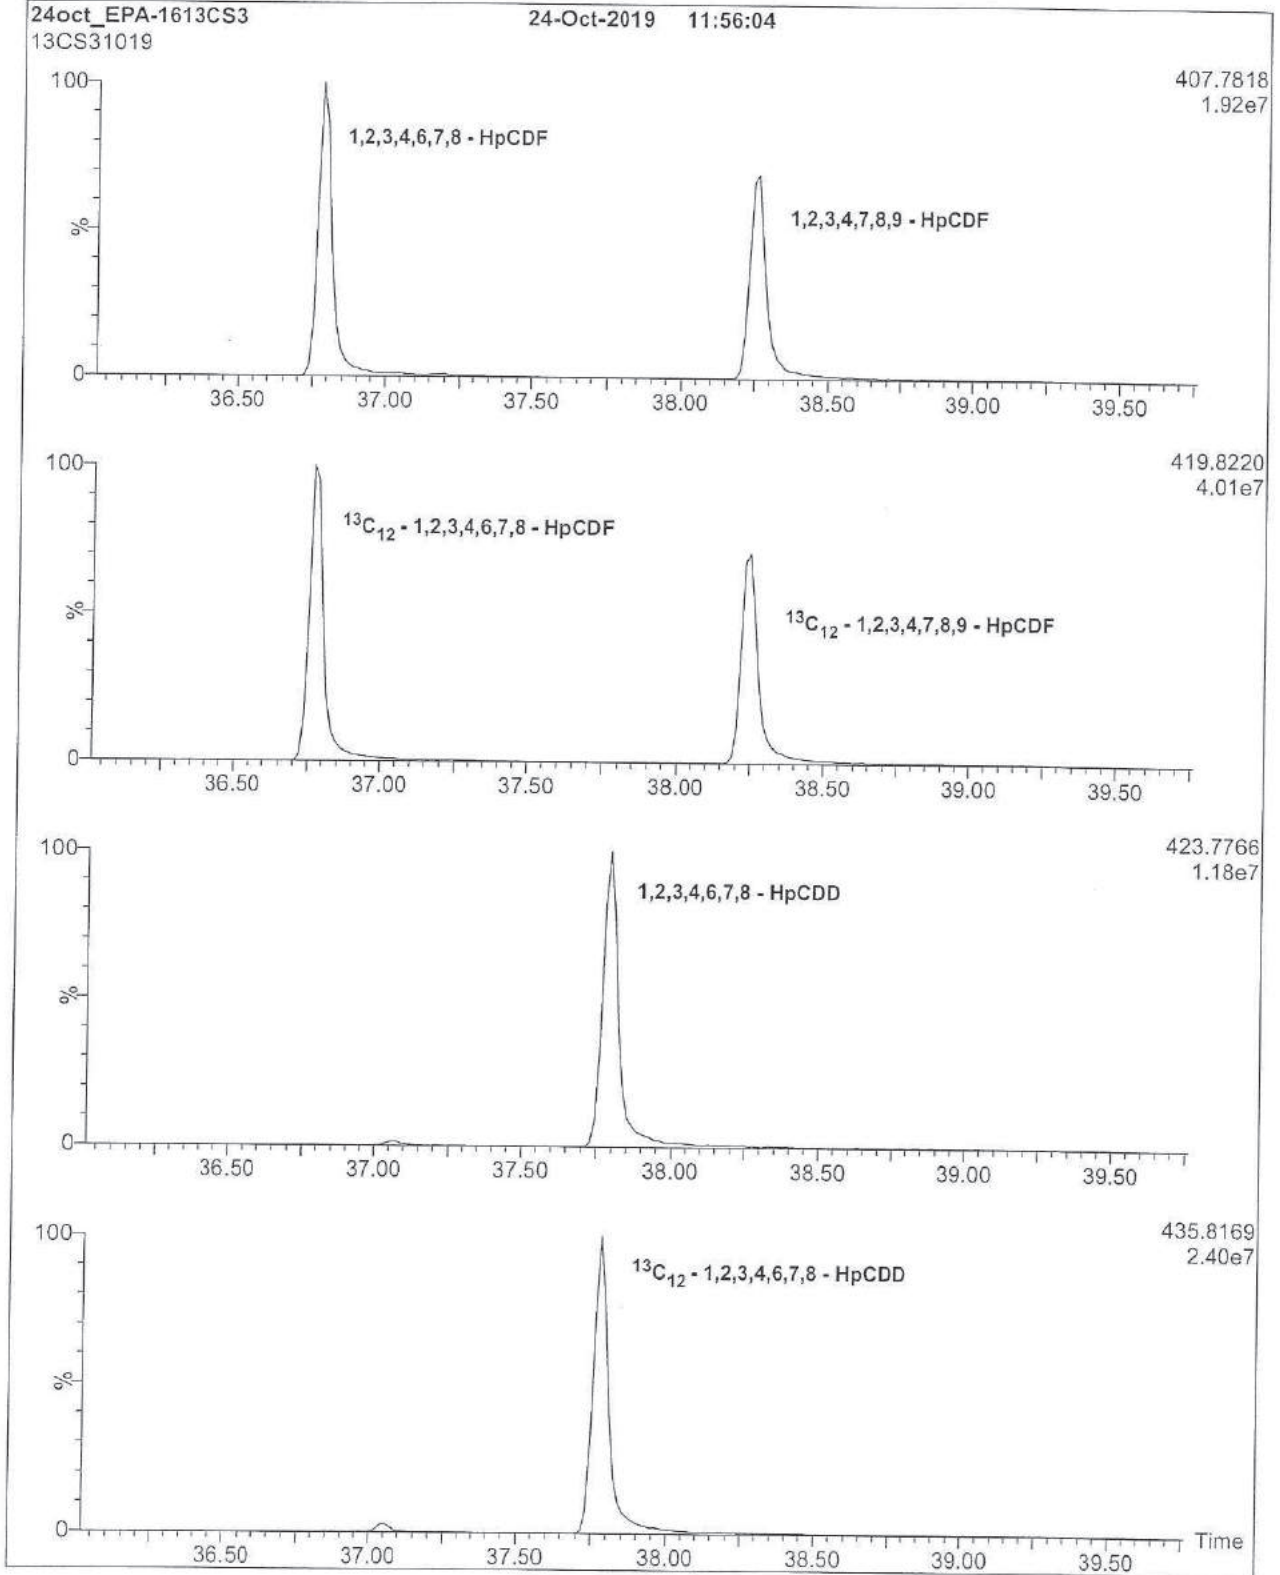 24oct_EPA-1613CS3 24-Oct-2019 11:56:04
13CS31019
407.7818
1.92e7
100
1,2,3,4,6,7,8 - HpCDF
1,2,3,4,7,8,9 - HpCDF
%
0
36.50 37.00 37.50 38.00 38.50 39.00 39.50
419.8220
4.01e7
100
¹³C₁₂ - 1,2,3,4,6,7,8 - HpCDF
¹³C₁₂ - 1,2,3,4,7,8,9 - HpCDF
%
0
36.50 37.00 37.50 38.00 38.50 39.00 39.50
423.7766
1.18e7
100
1,2,3,4,6,7,8 - HpCDD
%
0
36.50 37.00 37.50 38.00 38.50 39.00 39.50
435.8169
2.40e7
100
¹³C₁₂ - 1,2,3,4,6,7,8 - HpCDD
%
0
Time
36.50 37.00 37.50 38.00 38.50 39.00 39.50